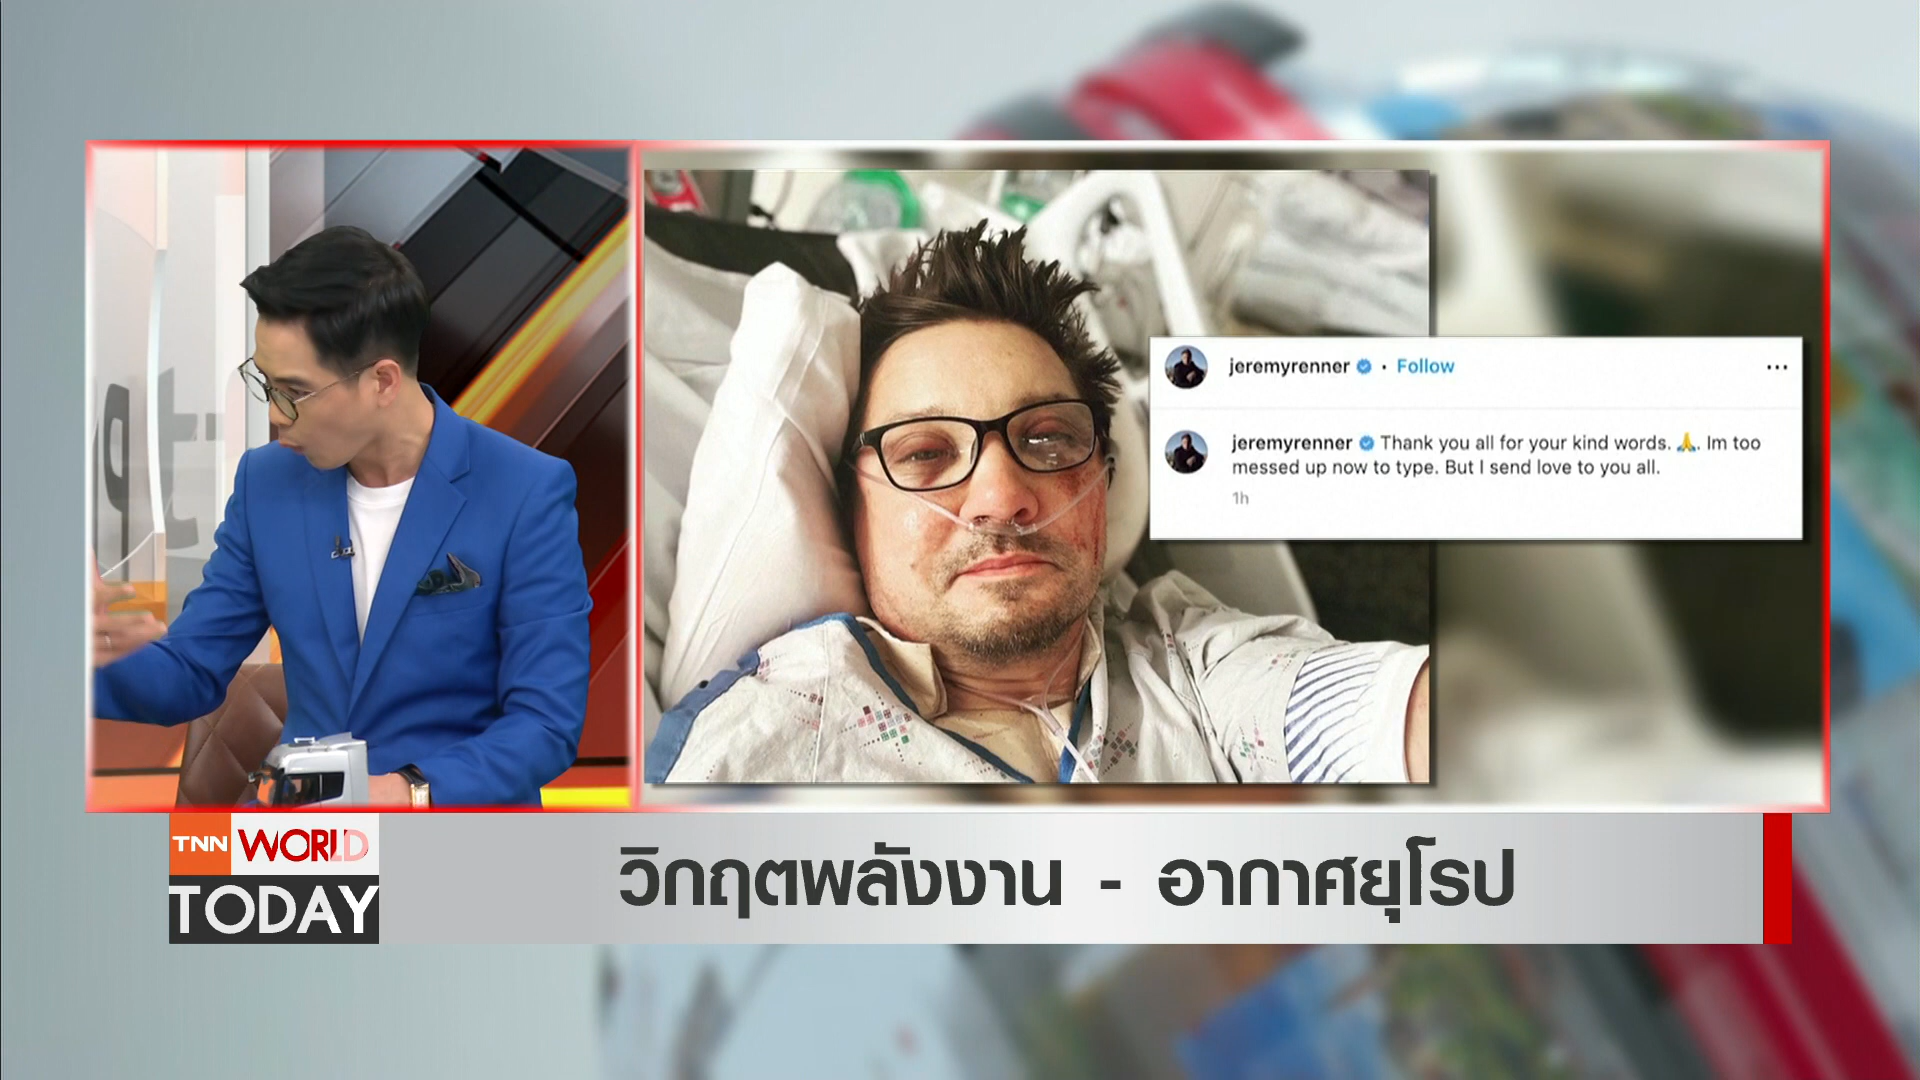 jeremyrenner • Follow
jeremyrenner Thank you all for your kind words. 🙏. Im too
messed up now to type. But I send love to you all.
1h
TNN WORLD
TODAY
วิกฤตพลังงาน - อากาศยุโรป